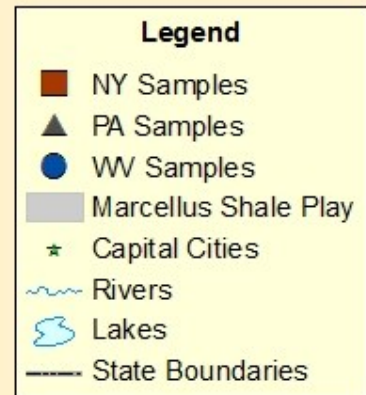 Legend
NY Samples
PA Samples
WV Samples
Marcellus Shale Play
Capital Cities
Rivers
Lakes
State Boundaries